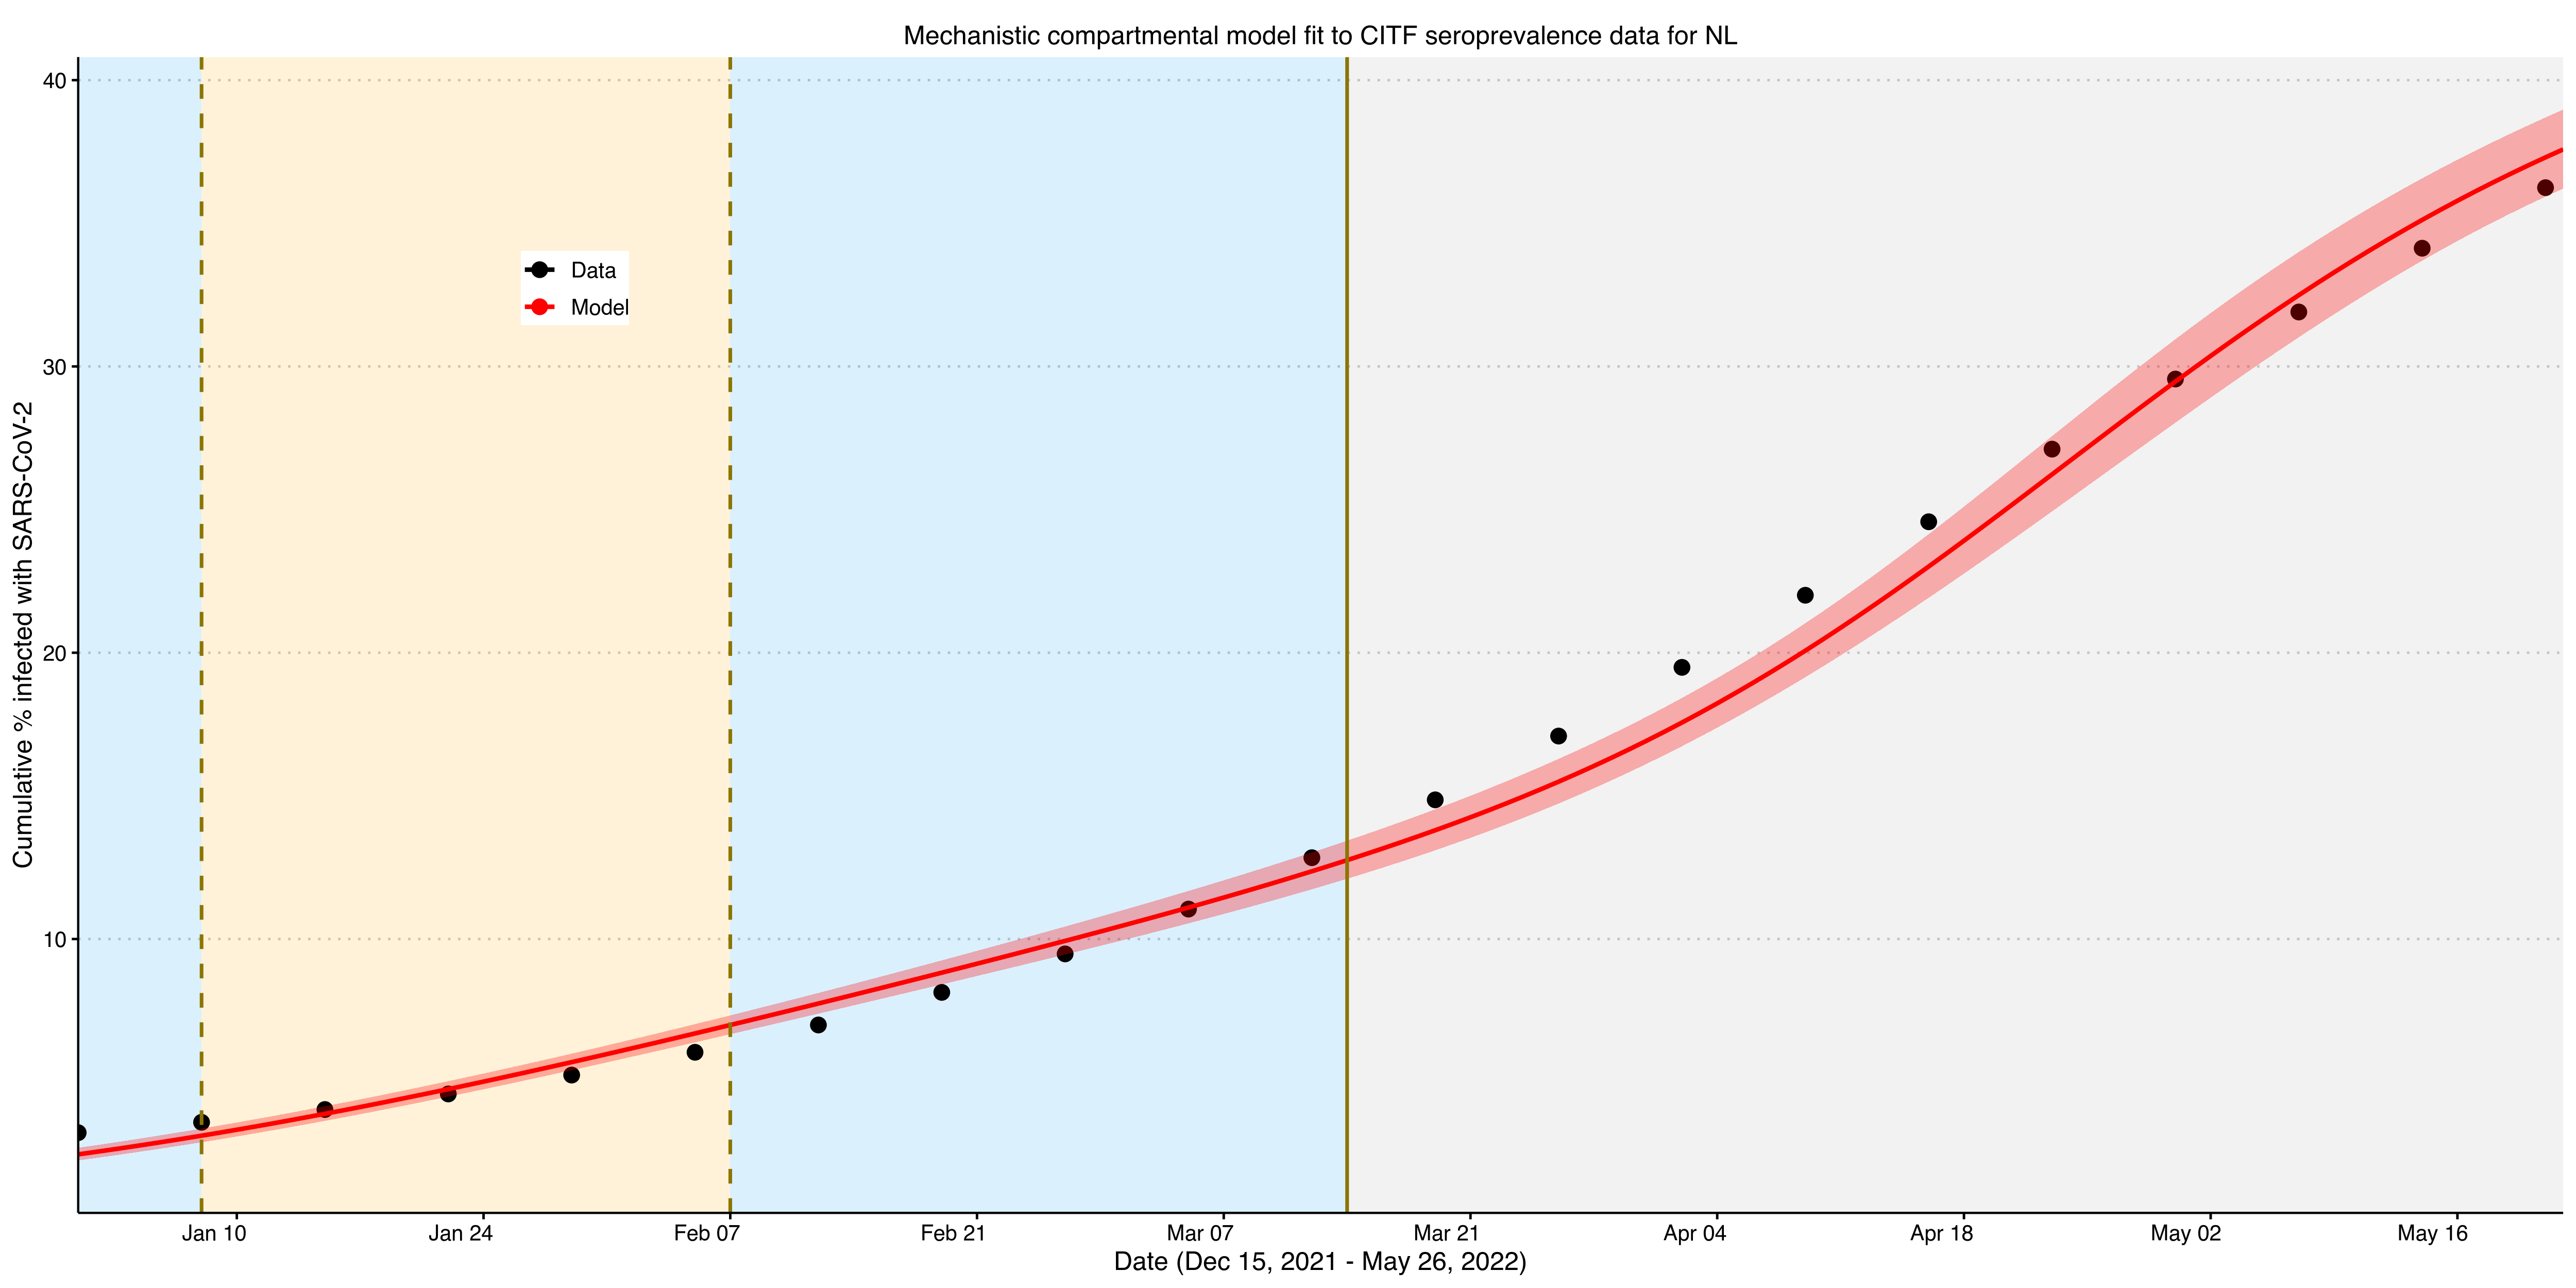 Mechanistic compartmental model fit to CITF seroprevalence data for NL
40
30
20
10
Cumulative % infected with SARS-CoV-2
Data
Model
Jan 10 Jan 24 Feb 07 Feb 21 Mar 07 Mar 21 Apr 04 Apr 18 May 02 May 16
Date (Dec 15, 2021 - May 26, 2022)